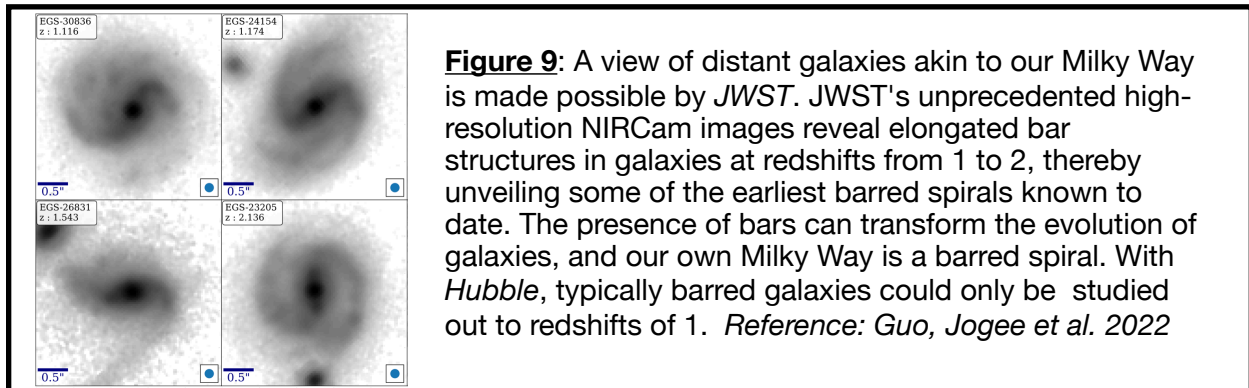 EGS-30836
z : 1.116
0.5"
EGS-24154
z : 1.174
0.5"
EGS-26831
z : 1.543
0.5"
EGS-23205
z : 2.136
0.5"
Figure 9: A view of distant galaxies akin to our Milky Way
is made possible by JWST. JWST's unprecedented high-
resolution NIRCam images reveal elongated bar
structures in galaxies at redshifts from 1 to 2, thereby
unveiling some of the earliest barred spirals known to
date. The presence of bars can transform the evolution of
galaxies, and our own Milky Way is a barred spiral. With
Hubble, typically barred galaxies could only be  studied
out to redshifts of 1.  Reference: Guo, Jogee et al. 2022